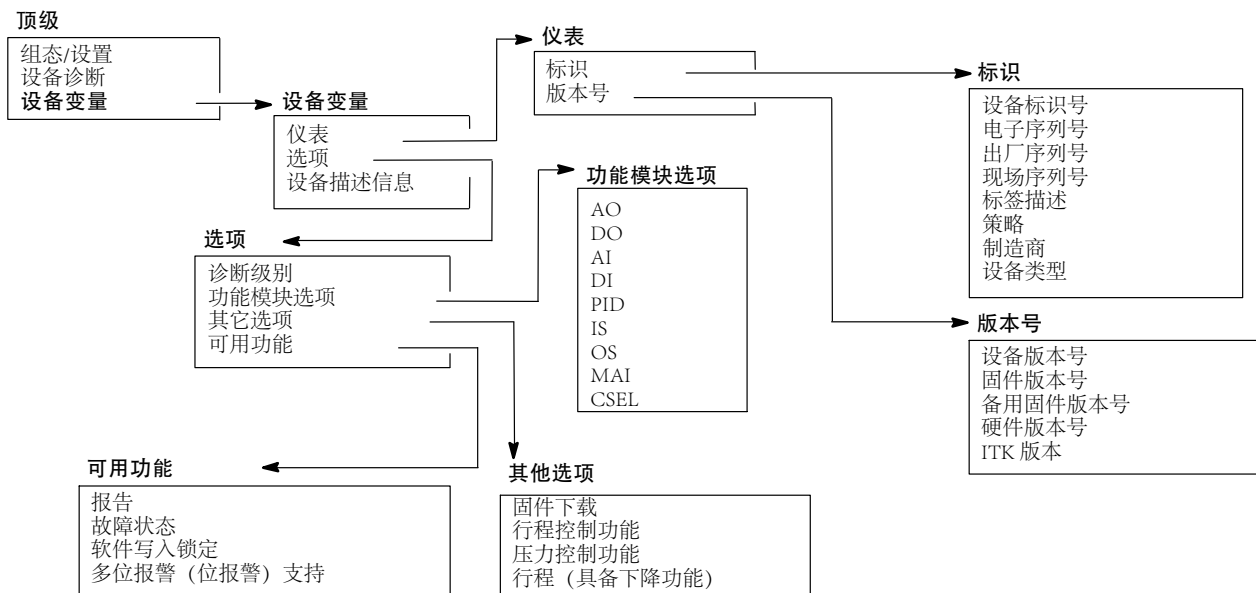 顶级
组态/设置
设备诊断
设备变量
设备变量
仪表
选项
设备描述信息
仪表
标识
版本号
标识
设备标识号
电子序列号
出厂序列号
现场序列号
标签描述
策略
制造商
设备类型
选项
诊断级别
功能模块选项
其它选项
可用功能
功能模块选项
AO
DO
AI
DI
PID
IS
OS
MAI
CSEL
版本号
设备版本号
固件版本号
备用固件版本号
硬件版本号
ITK 版本
可用功能
报告
故障状态
软件写入锁定
多位报警（位报警）支持
其他选项
固件下载
行程控制功能
压力控制功能
行程（具备下降功能）